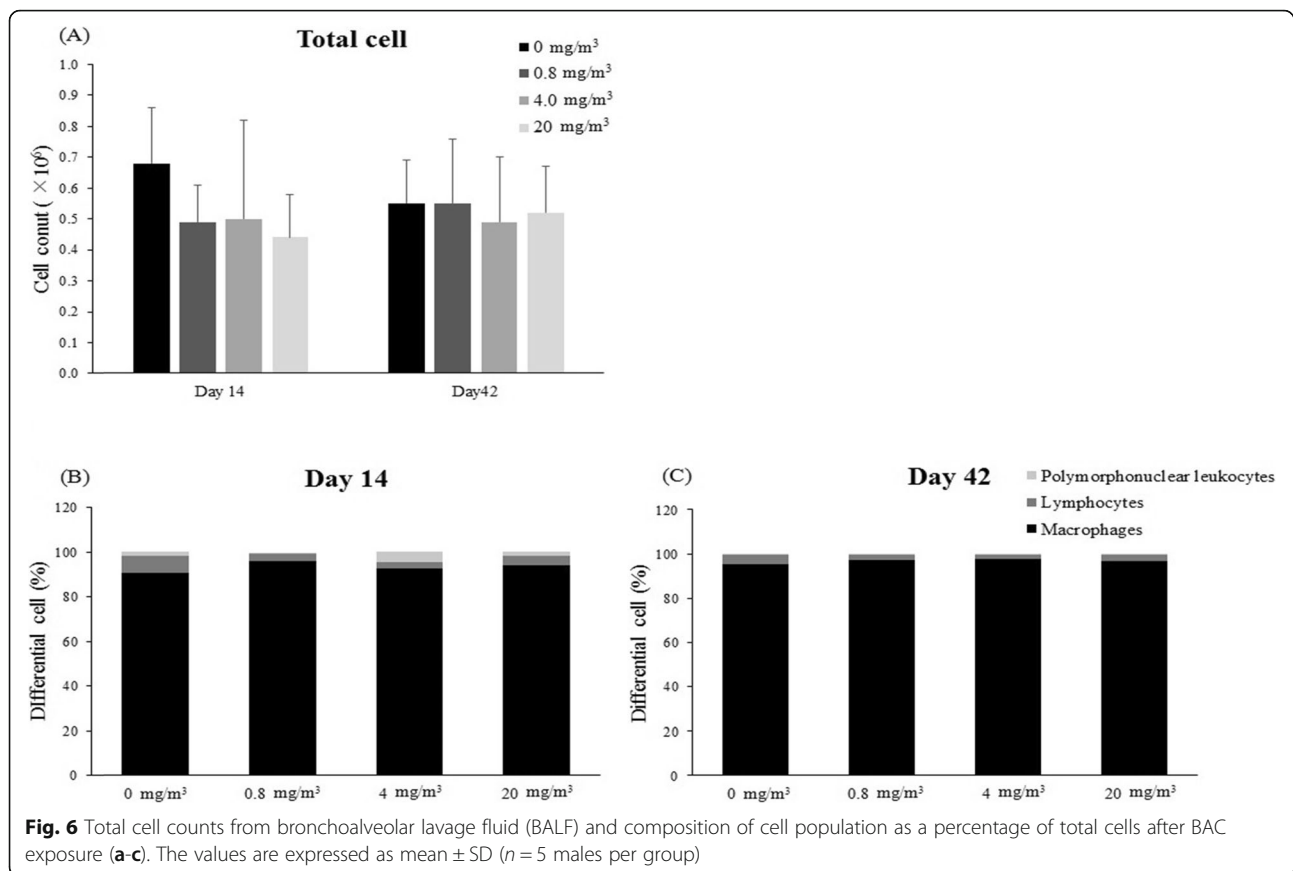 (A)
Total cell
0 mg/m³
0.8 mg/m³
4.0 mg/m³
20 mg/m³
Cell conut ( ×10⁶)
1.0
0.9
0.8
0.7
0.6
0.5
0.4
0.3
0.2
0.1
0.0
Day 14
Day42
(B)
Day 14
DIfferential cell (%)
120
100
80
60
40
20
0
0 mg/m³
0.8 mg/m³
4 mg/m³
20 mg/m³
(C)
Day 42
Polymorphonuclear leukocytes
Lymphocytes
Macrophages
Differential cell (%)
120
100
80
60
40
20
0
0 mg/m³
0.8 mg/m³
4 mg/m³
20 mg/m³
Fig. 6 Total cell counts from bronchoalveolar lavage fluid (BALF) and composition of cell population as a percentage of total cells after BAC
exposure (a-c). The values are expressed as mean ± SD (n = 5 males per group)